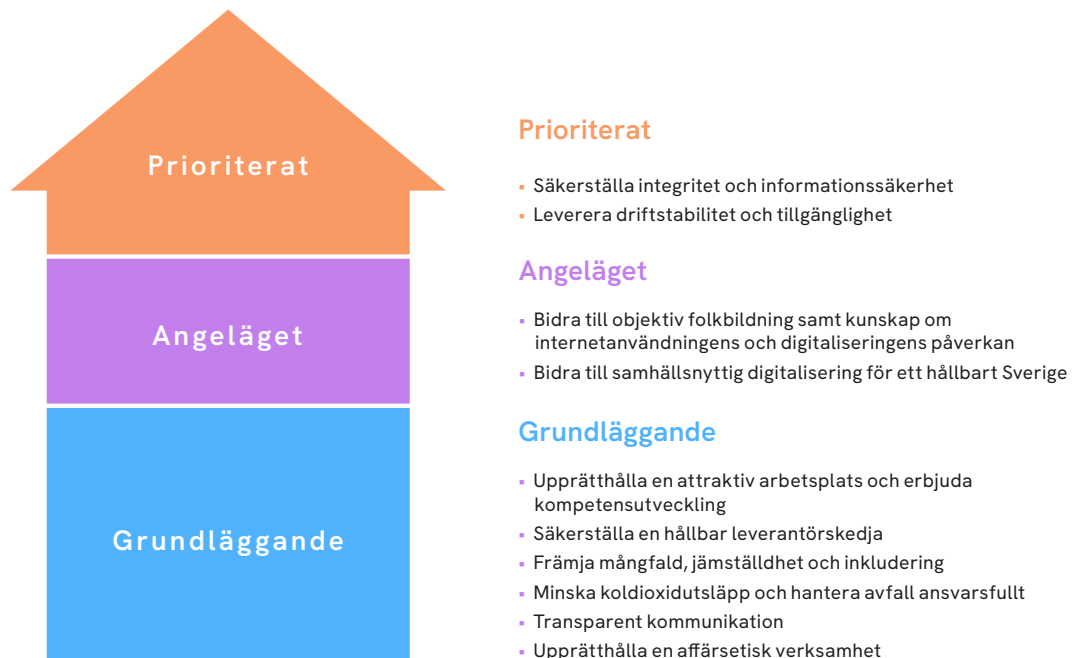 Prioriterat
Angeläget
Grundläggande
Prioriterat
▪ Säkerställa integritet och informationssäkerhet
▪ Leverera driftstabilitet och tillgänglighet
Angeläget
▪ Bidra till objektiv folkbildning samt kunskap om
internetanvändningens och digitaliseringens påverkan
▪ Bidra till samhällsnyttig digitalisering för ett hållbart Sverige
Grundläggande
▪ Upprätthålla en attraktiv arbetsplats och erbjuda
kompetensutveckling
▪ Säkerställa en hållbar leverantörskedja
▪ Främja mångfald, jämställdhet och inkludering
▪ Minska koldioxidutsläpp och hantera avfall ansvarsfullt
▪ Transparent kommunikation
▪ Upprätthålla en affärsetisk verksamhet